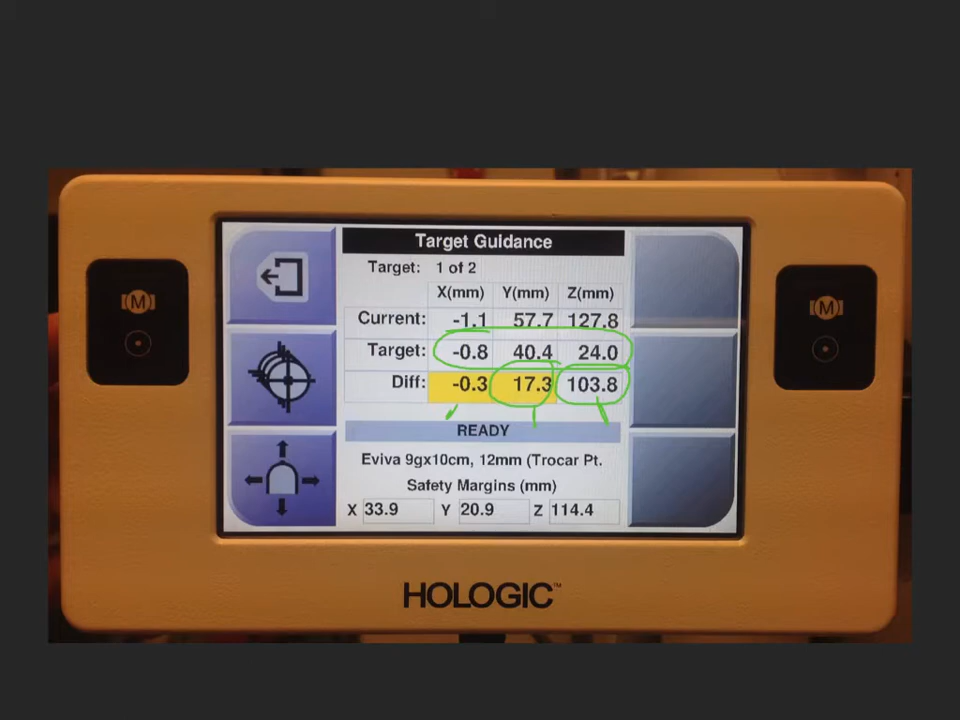 Target Guidance
Target: 1 of 2
X(mm) Y(mm) Z(mm)
Current: -1.1 57.7 127.8
Target: -0.8 40.4 24.0
Diff: -0.3 17.3 103.8
READY
Eviva 9gx10cm, 12mm (Trocar Pt.
Safety Margins (mm)
X 33.9 Y 20.9 Z 114.4
M
M
HOLOGIC™